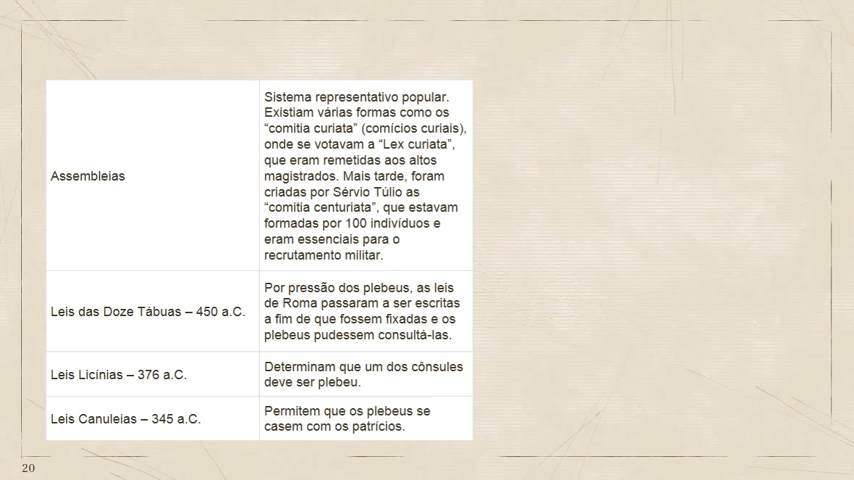 Assembleias
Sistema representativo popular.
Existiam várias formas como os
“comitia curiata” (comícios curiais),
onde se votavam a “Lex curiata”,
que eram remetidas aos altos
magistrados. Mais tarde, foram
criadas por Sérvio Túlio as
“comitia centuriata”, que estavam
formadas por 100 indivíduos e
eram essenciais para o
recrutamento militar.
Leis das Doze Tábuas – 450 a.C.
Por pressão dos plebeus, as leis
de Roma passaram a ser escritas
a fim de que fossem fixadas e os
plebeus pudessem consultá-las.
Leis Licínias – 376 a.C.
Determinam que um dos cônsules
deve ser plebeu.
Leis Canuleias – 345 a.C.
Permitem que os plebeus se
casem com os patrícios.
20